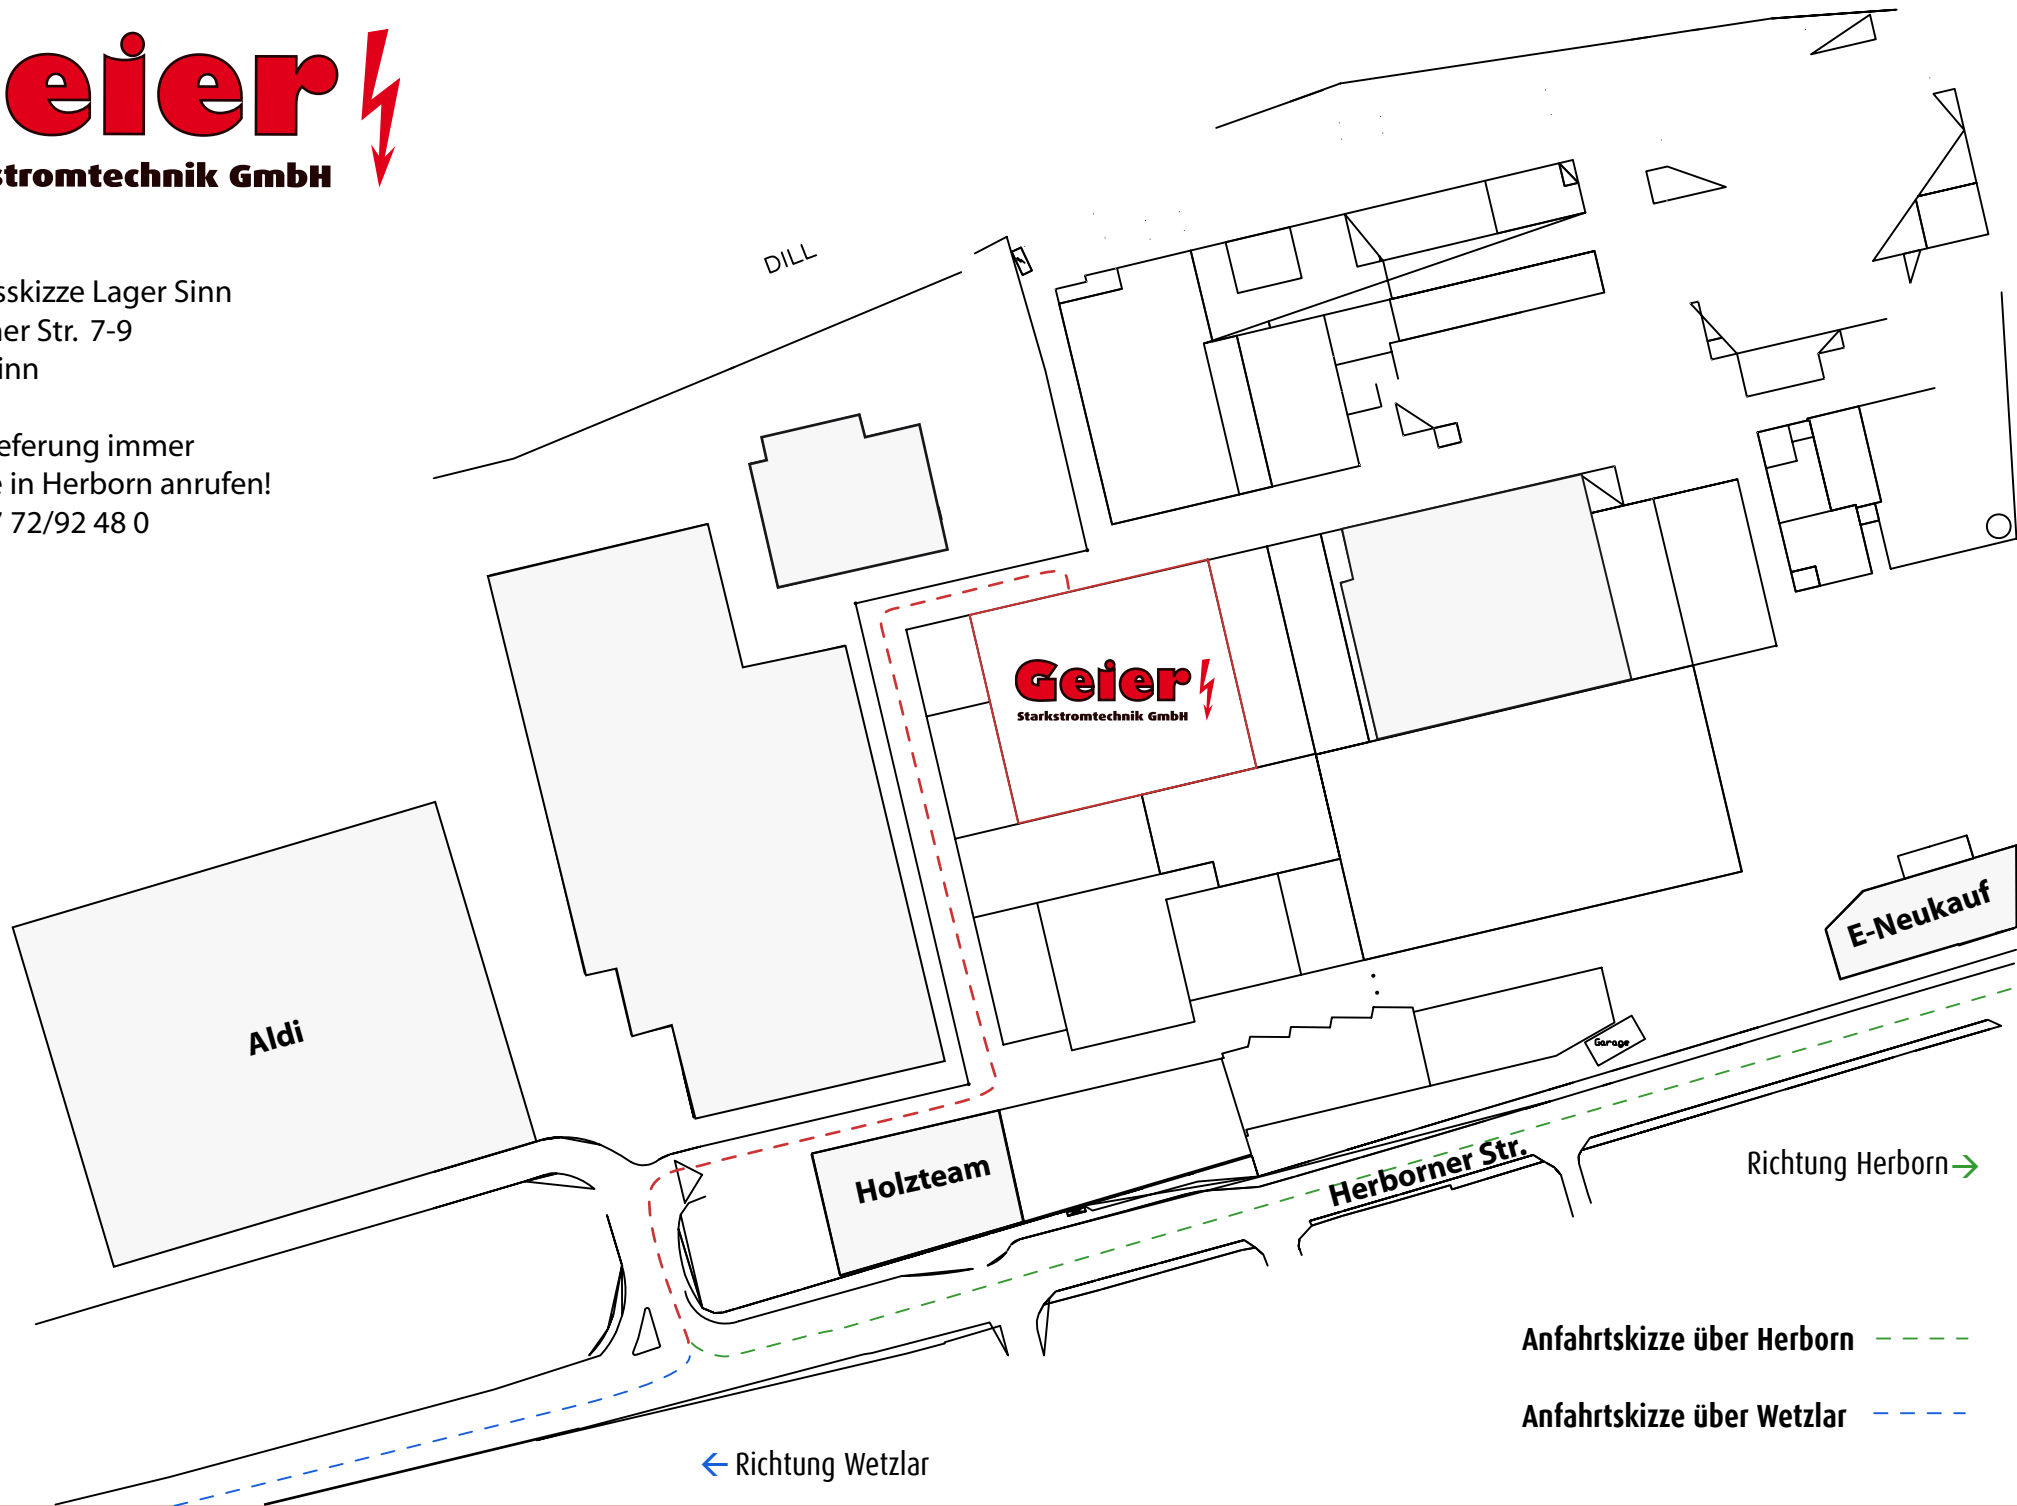 eier
stromtechnik GmbH
sskizze Lager Sinn
ner Str. 7-9
inn
eferung immer
e in Herborn anrufen!
7 72/92 48 0
DILL
Geier
Starkstromtechnik GmbH
E-Neukauf
Aldi
Garage
Holzteam
Herborner Str.
Richtung Herborn→
Anfahrtskizze über Herborn
Anfahrtskizze über Wetzlar
← Richtung Wetzlar